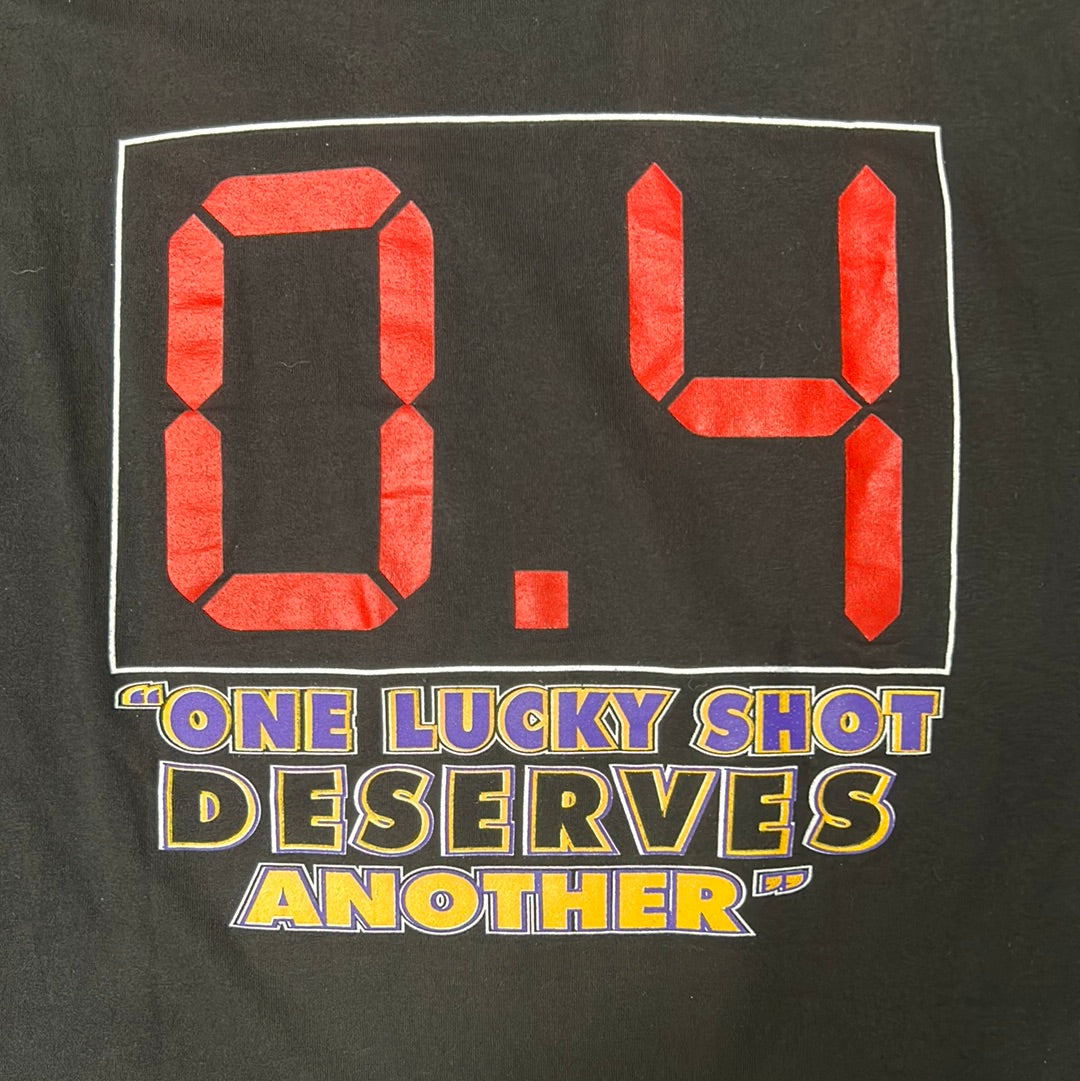 0.4
“ONE LUCKY SHOT
DESERVES
ANOTHER”